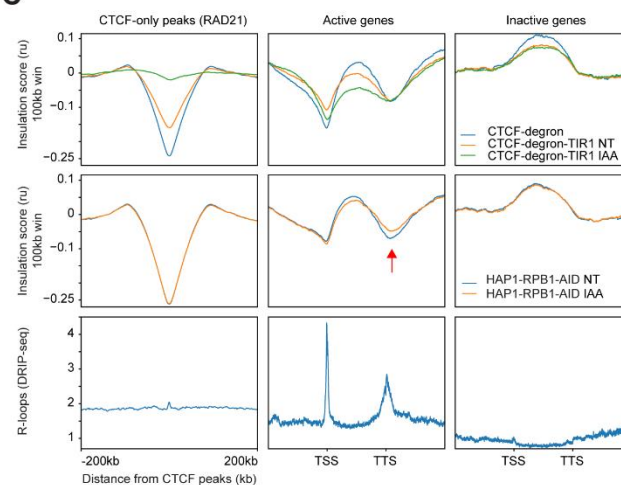 CTCF-only peaks (RAD21)
Active genes
Inactive genes
Insulation score (ru)
100kb win
0.1
0
−0.1
−0.25
CTCF-degron
CTCF-degron-TIR1 NT
CTCF-degron-TIR1 IAA
Insulation score (ru)
100kb win
0.1
0
−0.1
−0.25
HAP1-RPB1-AID NT
HAP1-RPB1-AID IAA
R-loops (DRIP-seq)
4
3
2
1
-200kb
200kb
TSS
TTS
TSS
TTS
Distance from CTCF peaks (kb)